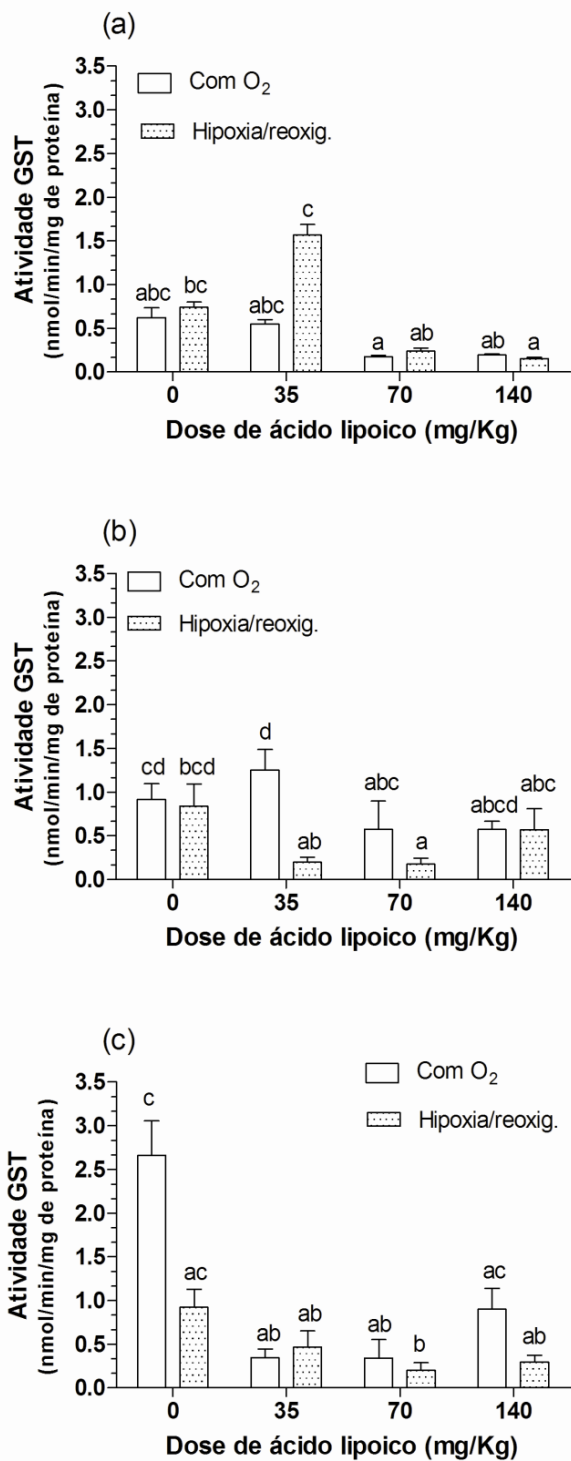 (a)
3.5
3.0
2.5
2.0
1.5
1.0
0.5
0.0
Atividade GST
(nmol/min/mg de proteína)
Com O2
Hipoxia/reoxig.
abc bc abc c a ab ab a
0 35 70 140
Dose de ácido lipoico (mg/Kg)
(b)
3.5
3.0
2.5
2.0
1.5
1.0
0.5
0.0
Atividade GST
(nmol/min/mg de proteína)
Com O2
Hipoxia/reoxig.
cd bcd d ab abc a abcd abc
0 35 70 140
Dose de ácido lipoico (mg/Kg)
(c)
3.5
3.0
2.5
2.0
1.5
1.0
0.5
0.0
Atividade GST
(nmol/min/mg de proteína)
Com O2
Hipoxia/reoxig.
c ac ab ab ab b ac ab
0 35 70 140
Dose de ácido lipoico (mg/Kg)